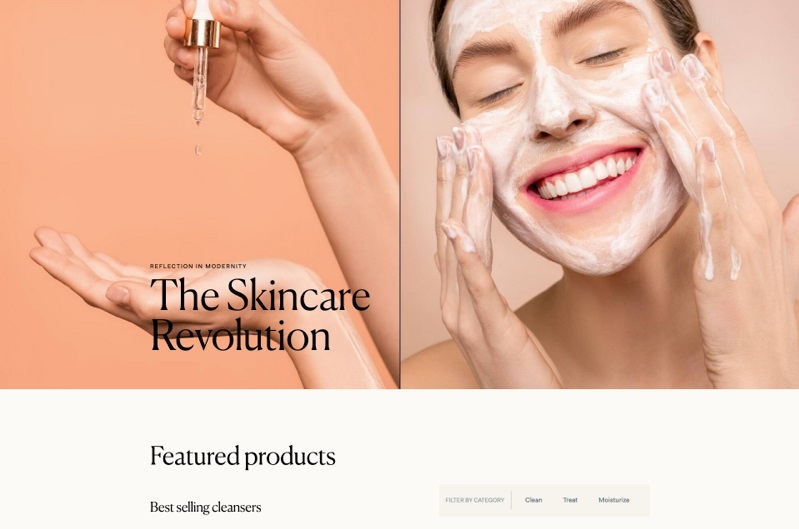 REFLECTION IN MODERNITY
The Skincare
Revolution
Featured products
Best selling cleansers
FILTER BY CATEGORY Clean Treat Moisturize